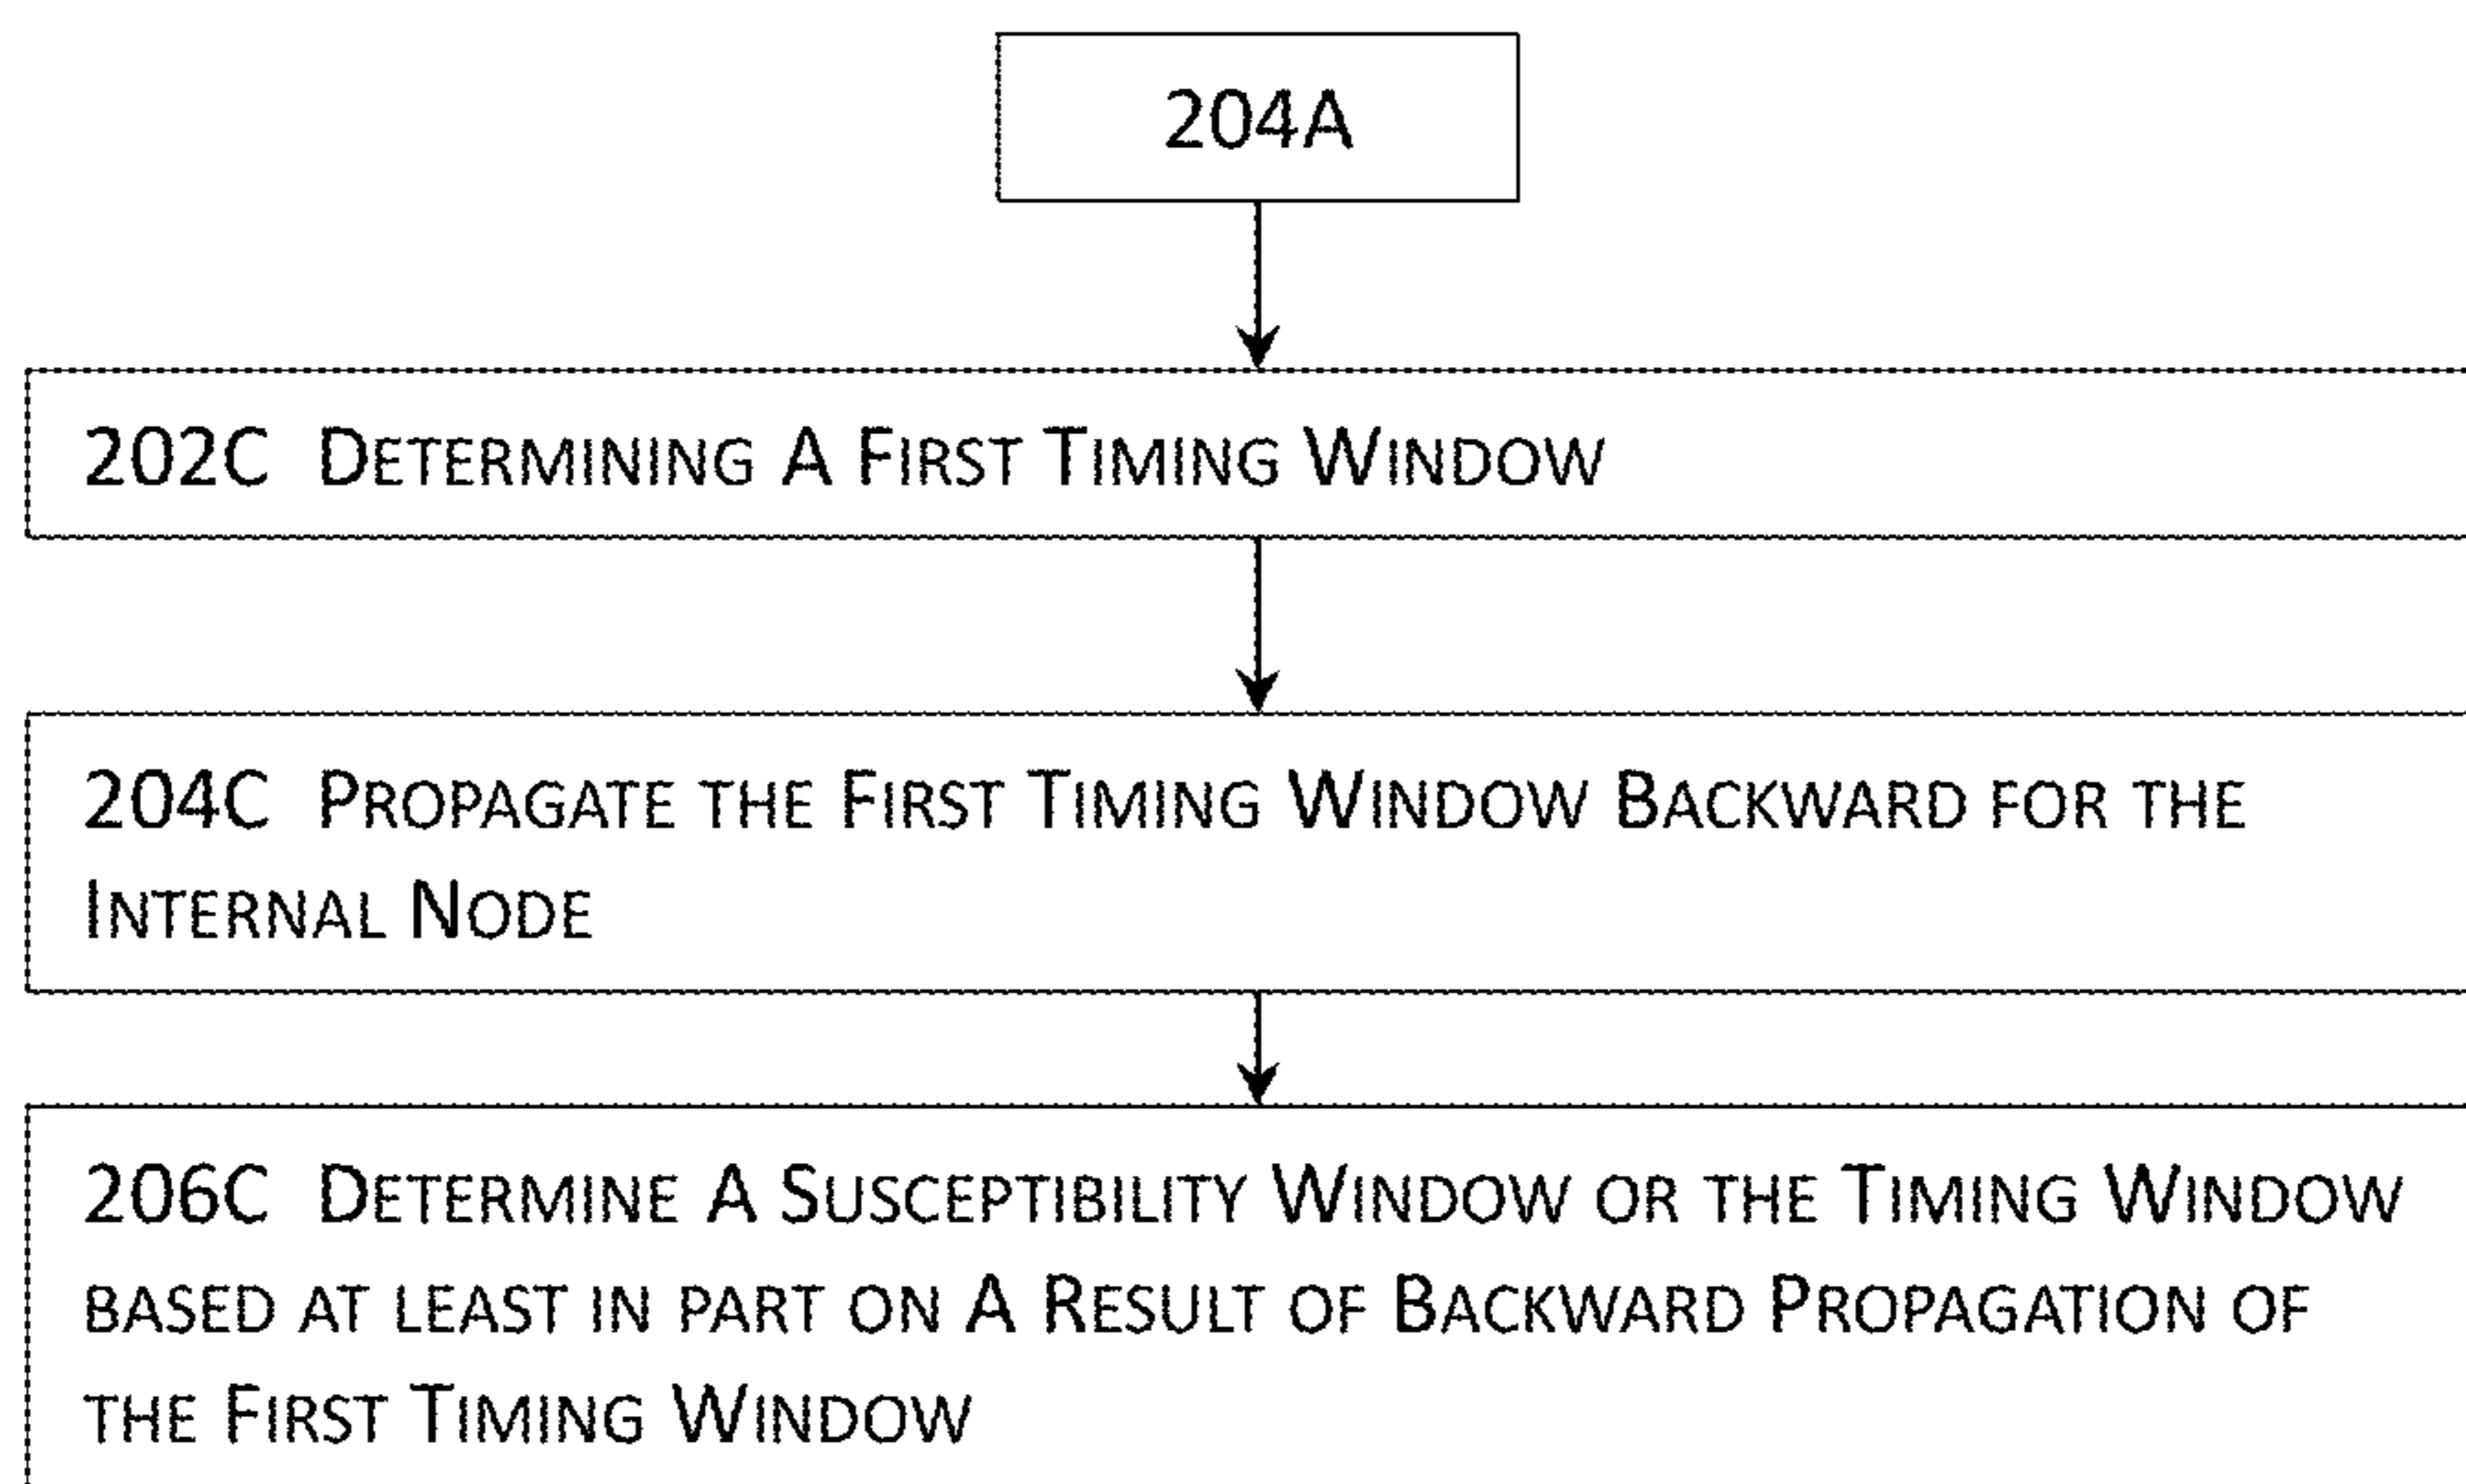 204A
202C Determining A First Timing Window
204C Propagate the First Timing Window Backward for the
Internal Node
206C Determine A Susceptibility Window or the Timing Window
based at least in part on A Result of Backward Propagation of
the First Timing Window